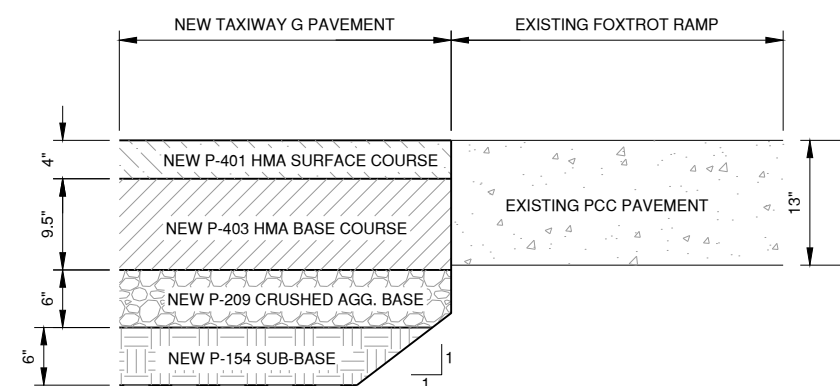 NEW TAXIWAY G PAVEMENT
EXISTING FOXTROT RAMP
4"
NEW P-401 HMA SURFACE COURSE
9.5"
NEW P-403 HMA BASE COURSE
EXISTING PCC PAVEMENT
13"
6"
NEW P-209 CRUSHED AGG. BASE
6"
NEW P-154 SUB-BASE
1
1